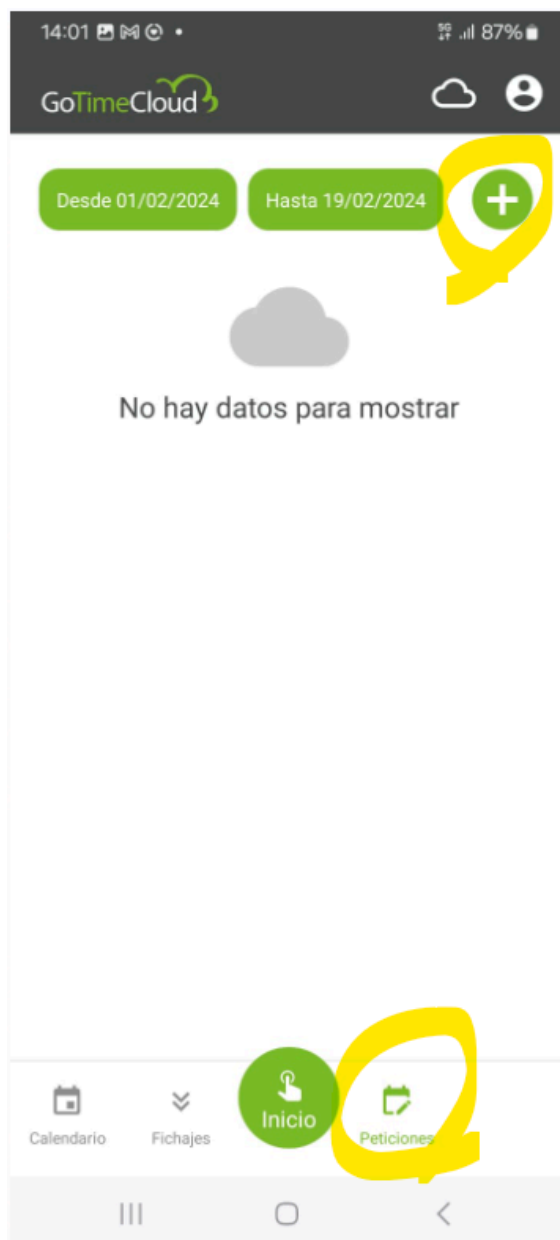 14:01 5G 87%
GoTimeCloud
Desde 01/02/2024 Hasta 19/02/2024 +
No hay datos para mostrar
Calendario Fichajes Inicio Peticiones